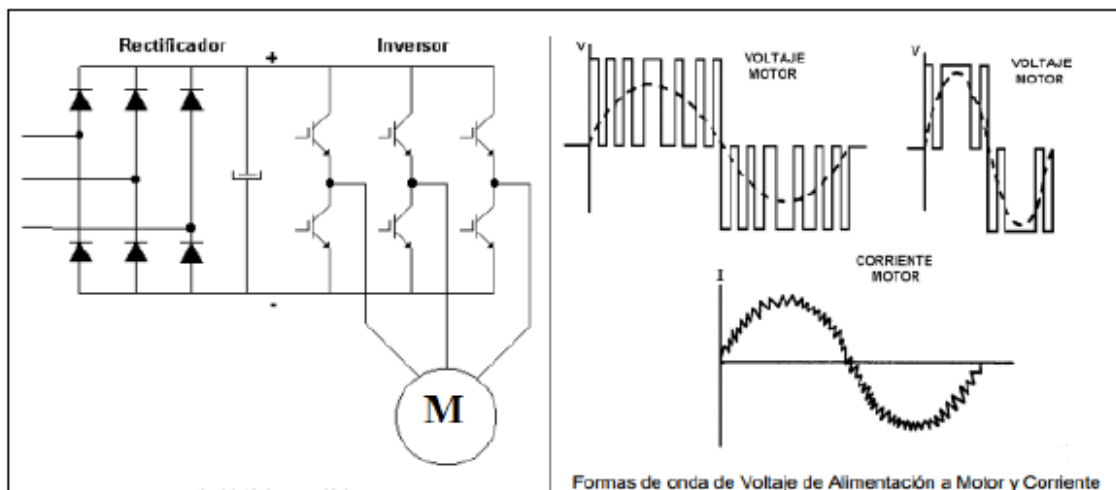 Rectificador
+
Inversor
-
M
V
VOLTAJE
MOTOR
V
VOLTAJE
MOTOR
CORRIENTE
MOTOR
I
Formas de onda de Voltaje de Alimentación a Motor y Corriente